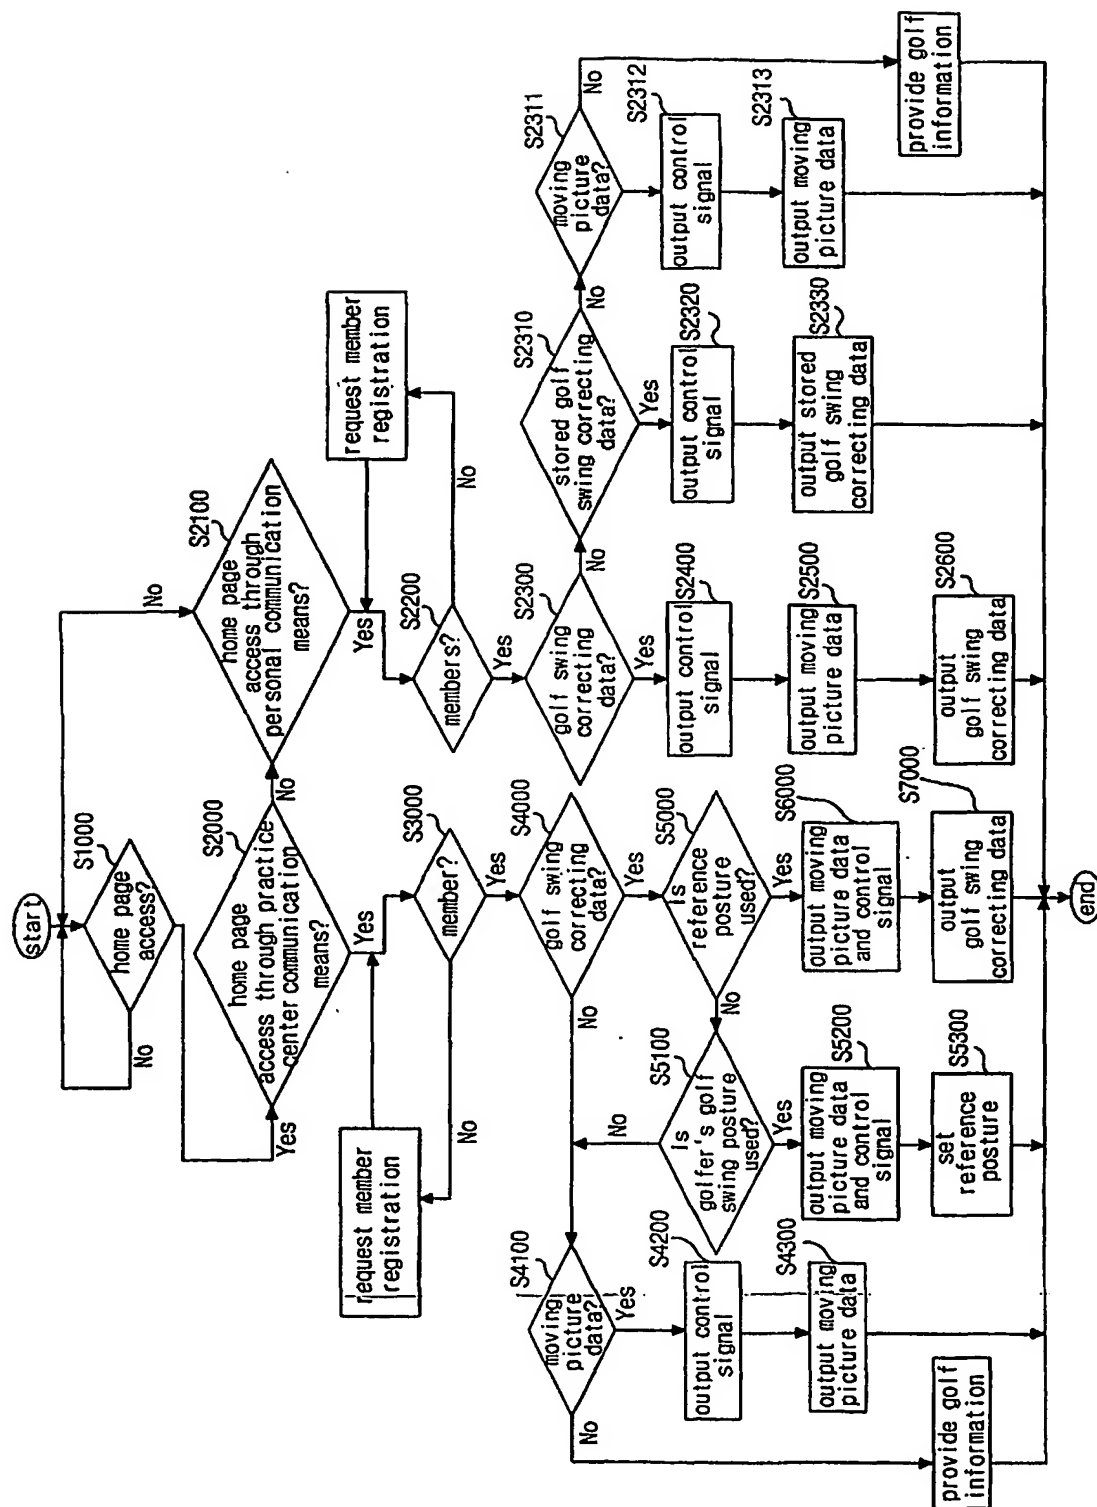 start
S1000
home page
access?
No
Yes
S2000
home page
access through practice
center communication
means?
No
Yes
S2100
home page
access through
personal communication
means?
No
Yes
request member
registration
S3000
member?
No
Yes
request member
registration
S2200
members?
No
Yes
S4000
golf swing
correcting data?
No
Yes
S4100
moving
picture
data?
No
Yes
S4200
output control
signal
S4300
output moving
picture data
provide golf
information
S5000
is
reference
posture
used?
No
Yes
S5100
Is
golfer's golf
swing posture
used?
No
Yes
S5200
output moving
picture data
and control
signal
S5300
set
reference
posture
S6000
output moving
picture data
and control
signal
S7000
output
golf swing
correcting data
S2300
golf swing
correcting
data?
No
Yes
S2400
output control
signal
S2500
output moving
picture data
S2600
output
golf swing
correcting data
S2310
stored golf
swing correcting
data?
No
Yes
S2320
output control
signal
S2330
output stored
golf swing
correcting data
S2311
moving
picture
data?
No
S2312
output control
signal
S2313
output moving
picture data
provide golf
information
end